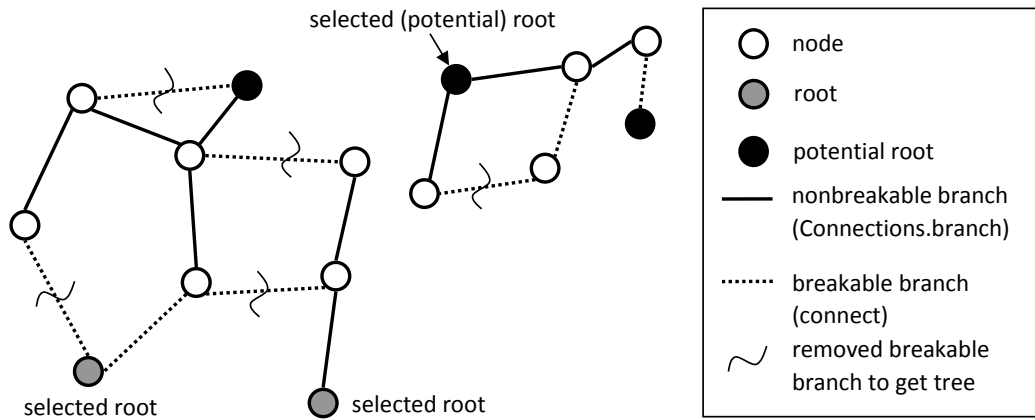 selected (potential) root
selected root
selected root
node
root
potential root
nonbreakable branch
(Connections.branch)
breakable branch
(connect)
removed breakable
branch to get tree